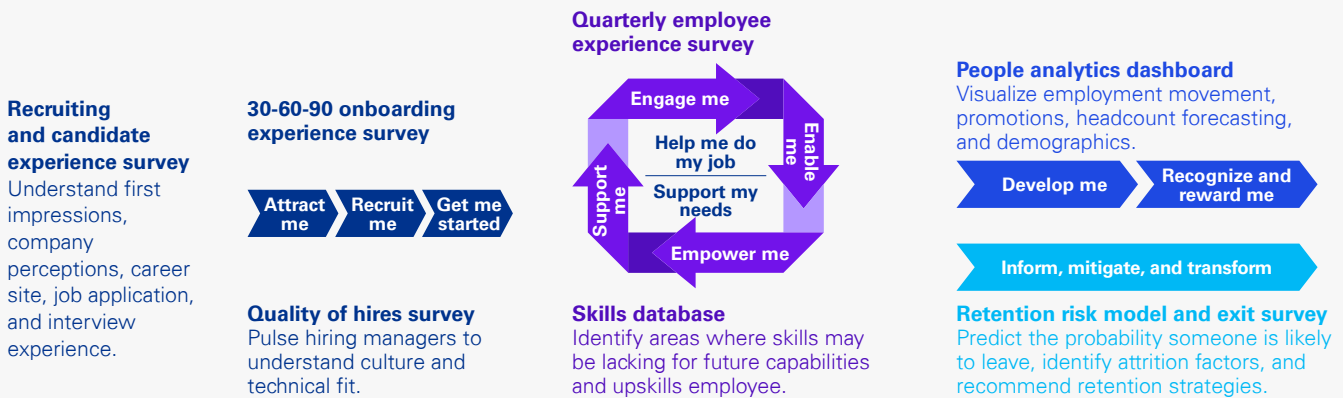 Recruiting
and candidate
experience survey
Understand first
impressions,
company
perceptions, career
site, job application,
and interview
experience.
30-60-90 onboarding
experience survey
Attract
me
Recruit
me
Get me
started
Quality of hires survey
Pulse hiring managers to
understand culture and
technical fit.
Quarterly employee
experience survey
Engage me
Enable
me
Empower me
Support
me
Help me do
my job
Support my
needs
Skills database
Identify areas where skills may
be lacking for future capabilities
and upskills employee.
People analytics dashboard
Visualize employment movement,
promotions, headcount forecasting,
and demographics.
Develop me
Recognize and
reward me
Inform, mitigate, and transform
Retention risk model and exit survey
Predict the probability someone is likely
to leave, identify attrition factors, and
recommend retention strategies.